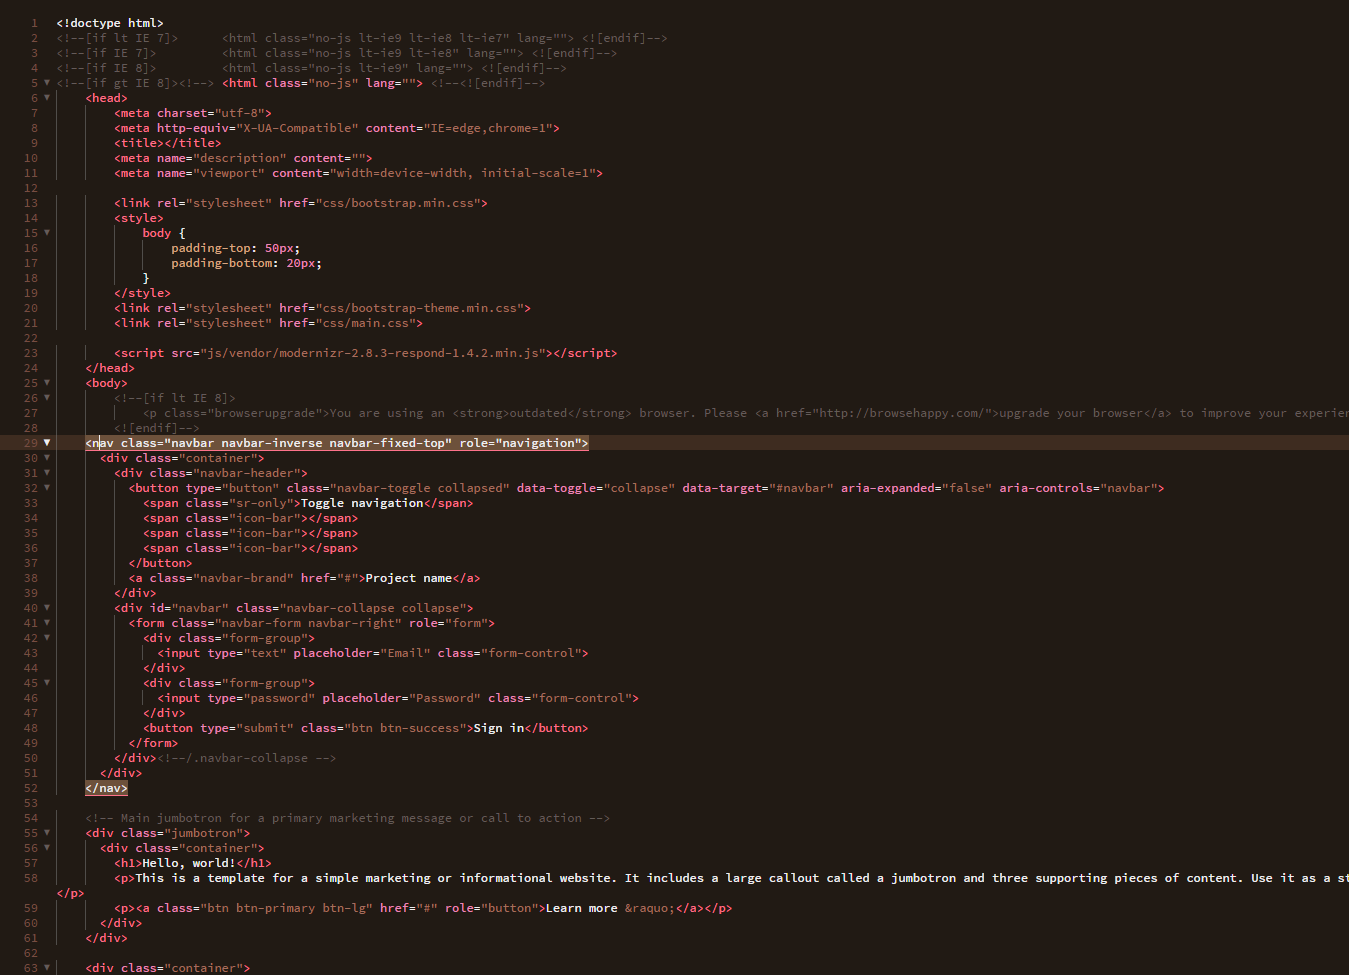 1 <!doctype html>
2 <!--[if lt IE 7]>      <html class="no-js lt-ie9 lt-ie8 lt-ie7" lang=""> <![endif]-->
3 <!--[if IE 7]>         <html class="no-js lt-ie9 lt-ie8" lang=""> <![endif]-->
4 <!--[if IE 8]>         <html class="no-js lt-ie9" lang=""> <![endif]-->
5 <!--[if gt IE 8]><!--> <html class="no-js" lang=""> <!--<![endif]-->
6     <head>
7         <meta charset="utf-8">
8         <meta http-equiv="X-UA-Compatible" content="IE=edge,chrome=1">
9         <title></title>
10         <meta name="description" content="">
11         <meta name="viewport" content="width=device-width, initial-scale=1">
12
13         <link rel="stylesheet" href="css/bootstrap.min.css">
14         <style>
15             body {
16                 padding-top: 50px;
17                 padding-bottom: 20px;
18             }
19         </style>
20         <link rel="stylesheet" href="css/bootstrap-theme.min.css">
21         <link rel="stylesheet" href="css/main.css">
22
23         <script src="js/vendor/modernizr-2.8.3-respond-1.4.2.min.js"></script>
24     </head>
25     <body>
26         <!--[if lt IE 8]>
27             <p class="browserupgrade">You are using an <strong>outdated</strong> browser. Please <a href="http://browsehappy.com/">upgrade your browser</a> to improve your experien
28         <![endif]-->
29     <nav class="navbar navbar-inverse navbar-fixed-top" role="navigation">
30       <div class="container">
31         <div class="navbar-header">
32           <button type="button" class="navbar-toggle collapsed" data-toggle="collapse" data-target="#navbar" aria-expanded="false" aria-controls="navbar">
33             <span class="sr-only">Toggle navigation</span>
34             <span class="icon-bar"></span>
35             <span class="icon-bar"></span>
36             <span class="icon-bar"></span>
37           </button>
38           <a class="navbar-brand" href="#">Project name</a>
39         </div>
40         <div id="navbar" class="navbar-collapse collapse">
41           <form class="navbar-form navbar-right" role="form">
42             <div class="form-group">
43               <input type="text" placeholder="Email" class="form-control">
44             </div>
45             <div class="form-group">
46               <input type="password" placeholder="Password" class="form-control">
47             </div>
48             <button type="submit" class="btn btn-success">Sign in</button>
49           </form>
50         </div><!--/.navbar-collapse -->
51       </div>
52     </nav>
53
54     <!-- Main jumbotron for a primary marketing message or call to action -->
55     <div class="jumbotron">
56       <div class="container">
57         <h1>Hello, world!</h1>
58         <p>This is a template for a simple marketing or informational website. It includes a large callout called a jumbotron and three supporting pieces of content. Use it as a st
</p>
59         <p><a class="btn btn-primary btn-lg" href="#" role="button">Learn more &raquo;</a></p>
60       </div>
61     </div>
62
63     <div class="container">